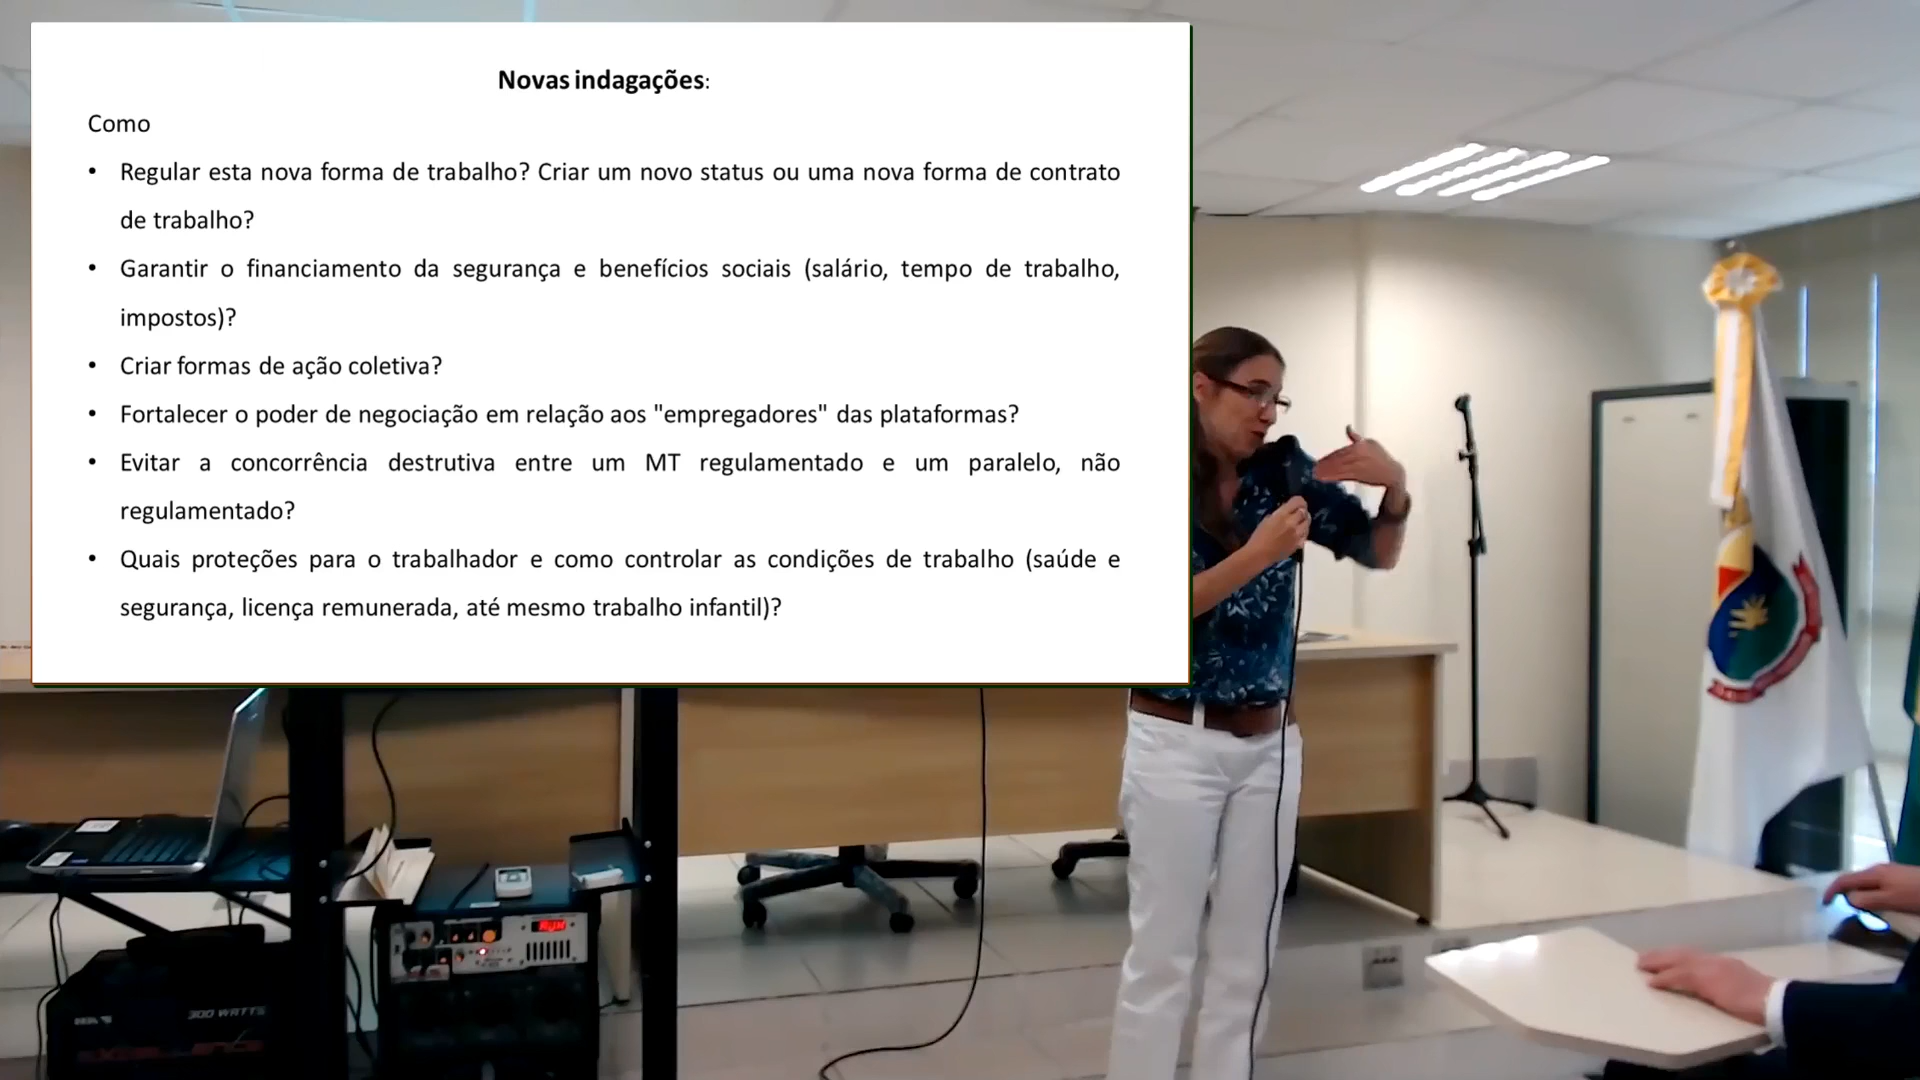 Novas indagações:
Como
• Regular esta nova forma de trabalho? Criar um novo status ou uma nova forma de contrato
de trabalho?
• Garantir o financiamento da segurança e benefícios sociais (salário, tempo de trabalho,
impostos)?
• Criar formas de ação coletiva?
• Fortalecer o poder de negociação em relação aos "empregadores" das plataformas?
• Evitar a concorrência destrutiva entre um MT regulamentado e um paralelo, não
regulamentado?
• Quais proteções para o trabalhador e como controlar as condições de trabalho (saúde e
segurança, licença remunerada, até mesmo trabalho infantil)?
300 WATTS